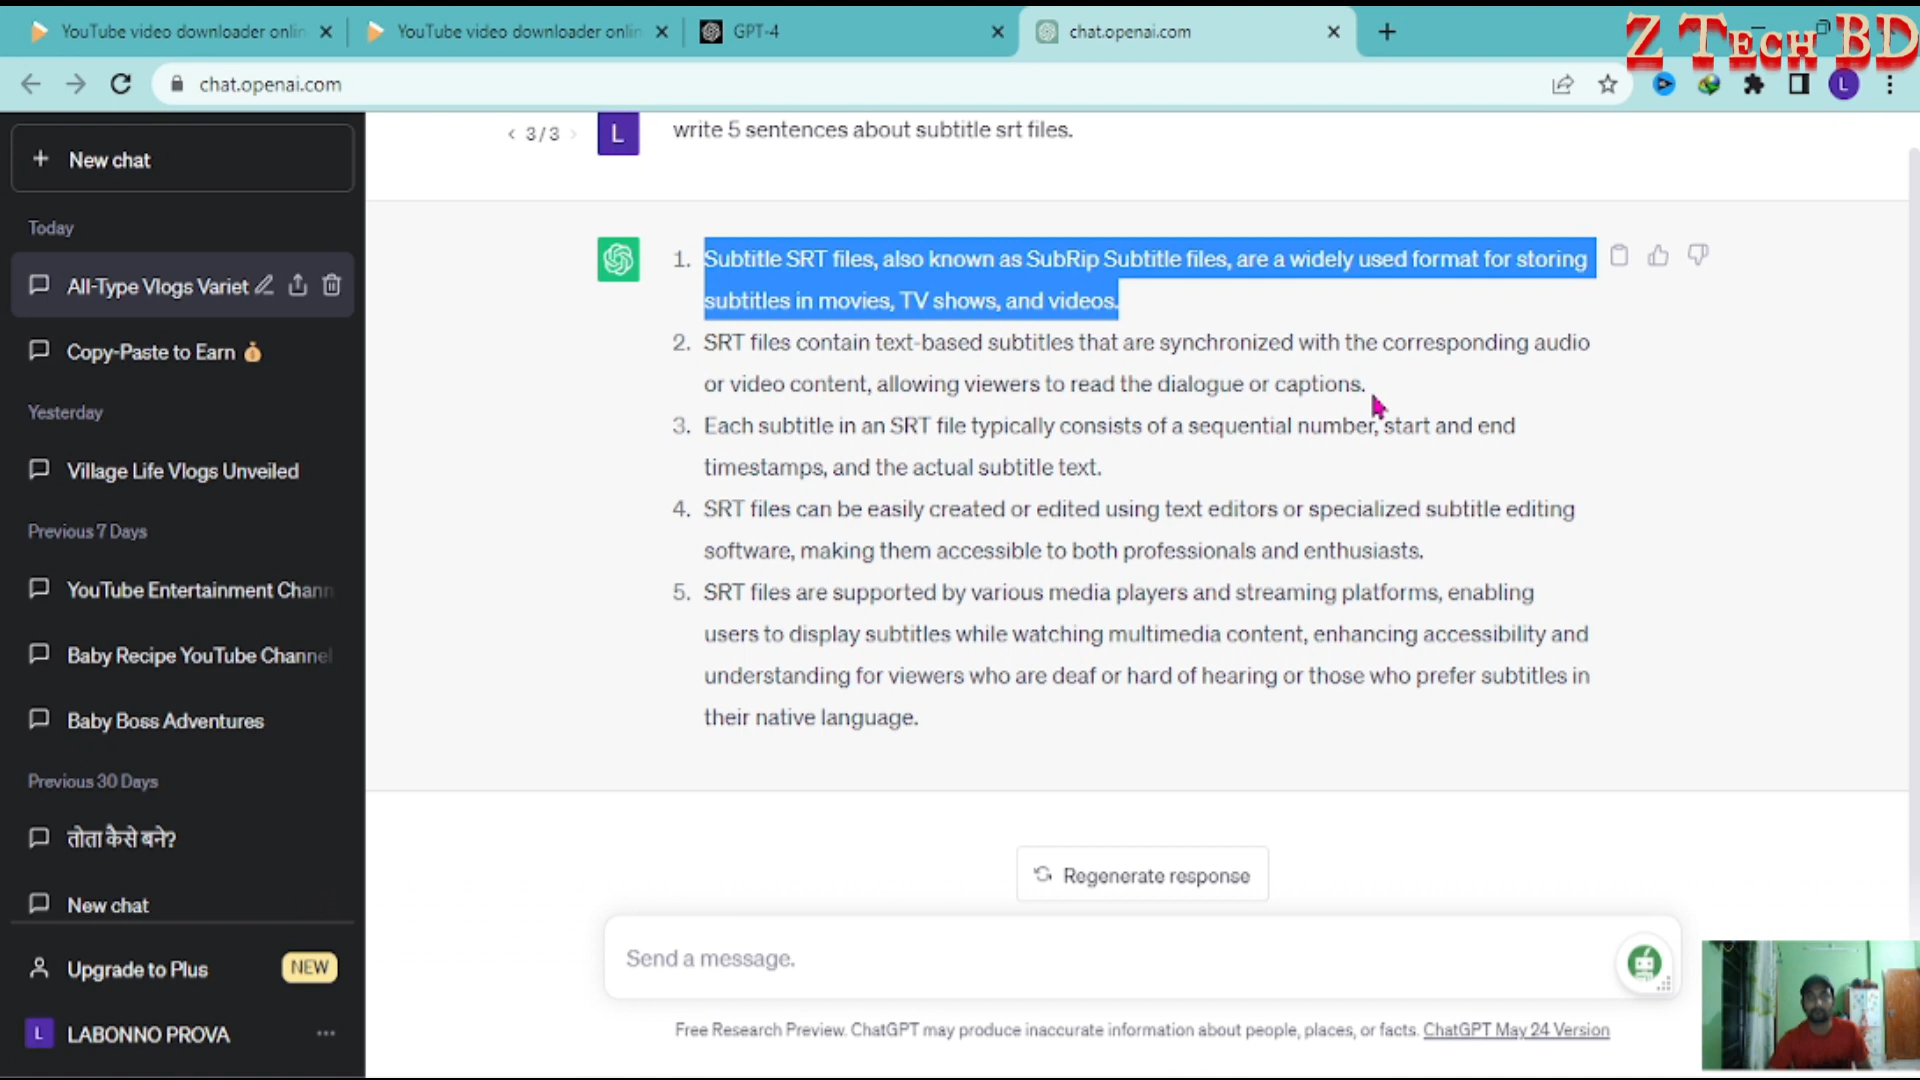 YouTube video downloader onlin
YouTube video downloader onlin
GPT-4
chat.openai.com
Z Tech BD
chat.openai.com
L
New chat
Today
All-Type Vlogs Variet
Copy-Paste to Earn 💰
Yesterday
Village Life Vlogs Unveiled
Previous 7 Days
YouTube Entertainment Chann
Baby Recipe YouTube Channel
Baby Boss Adventures
Previous 30 Days
तोता कैसे बने?
New chat
Upgrade to Plus
NEW
L
LABONNO PROVA
< 3/3 >
L
write 5 sentences about subtitle srt files.
1. Subtitle SRT files, also known as SubRip Subtitle files, are a widely used format for storing
subtitles in movies, TV shows, and videos.
2. SRT files contain text-based subtitles that are synchronized with the corresponding audio
or video content, allowing viewers to read the dialogue or captions.
3. Each subtitle in an SRT file typically consists of a sequential number, start and end
timestamps, and the actual subtitle text.
4. SRT files can be easily created or edited using text editors or specialized subtitle editing
software, making them accessible to both professionals and enthusiasts.
5. SRT files are supported by various media players and streaming platforms, enabling
users to display subtitles while watching multimedia content, enhancing accessibility and
understanding for viewers who are deaf or hard of hearing or those who prefer subtitles in
their native language.
Regenerate response
Send a message.
Free Research Preview. ChatGPT may produce inaccurate information about people, places, or facts. ChatGPT May 24 Version